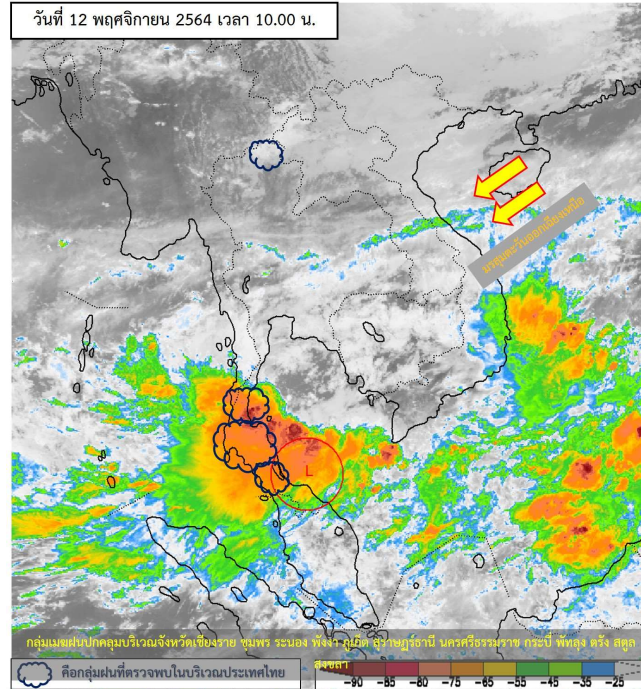 วันที่ 12 พฤศจิกายน 2564 เวลา 10.00 น.
มรสุมตะวันออกเฉียงเหนือ
L
กลุ่มเมฆฝนปกคลุมบริเวณจังหวัดเชียงราย ชุมพร ระนอง พังงา ภูเก็ต สุราษฎร์ธานี นครศรีธรรมราช กระบี่ พัทลุง ตรัง สตูล
สงขลา
คือกลุ่มฝนที่ตรวจพบในบริเวณประเทศไทย
-90 -85 -80 -75 -65 -55 -45 -35 -25